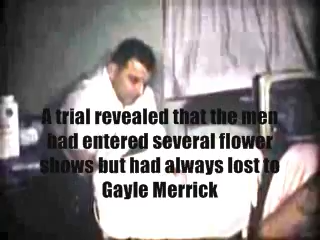 A trial revealed that the men
had entered several flower
shows but had always lost to
Gayle Merrick